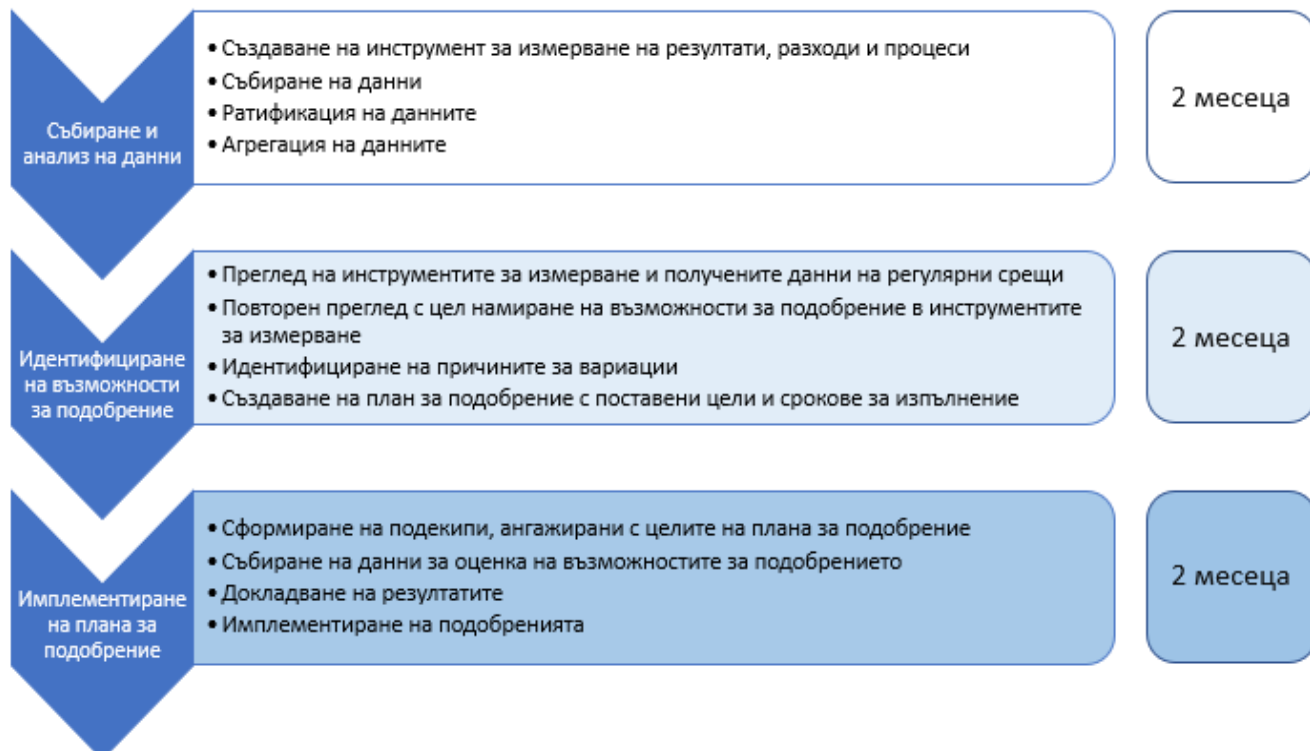 Събиране и
анализ на данни
• Създаване на инструмент за измерване на резултати, разходи и процеси
• Събиране на данни
• Ратификация на данните
• Агрегация на данните
2 месеца
Идентифициране
на възможности
за подобрение
• Преглед на инструментите за измерване и получените данни на регулярни срещи
• Повторен преглед с цел намиране на възможности за подобрение в инструментите
за измерване
• Идентифициране на причините за вариации
• Създаване на план за подобрение с поставени цели и срокове за изпълнение
2 месеца
Имплементиране
на плана за
подобрение
• Сформиране на подекипи, ангажирани с целите на плана за подобрение
• Събиране на данни за оценка на възможностите за подобрението
• Докладване на резултатите
• Имплементиране на подобренията
2 месеца